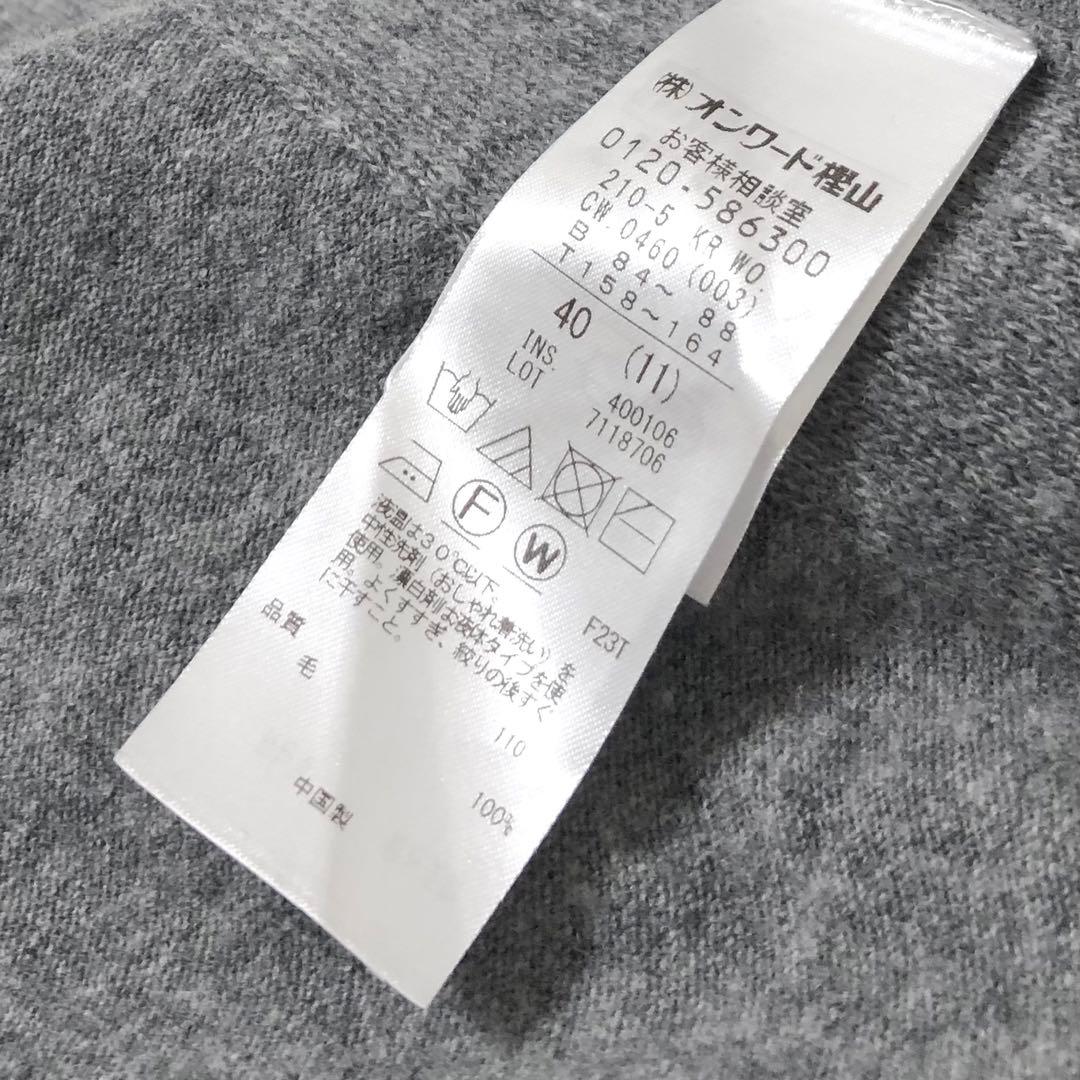 ㈱オンワード樫山
お客様相談室
0120-586300
210-5 KR WO.
CW.0460(003)
B 84～88
T158～164
40 (11)
INS. 400106
LOT 7118706
F
W
F23T
液温は30℃以下、
中性洗剤(おしゃれ着洗い)を
使用。漂白剤は液体タイプを使
用。よくすすぎ、絞りの後すぐ
に干すこと。
110
品質
毛 100%
中国製